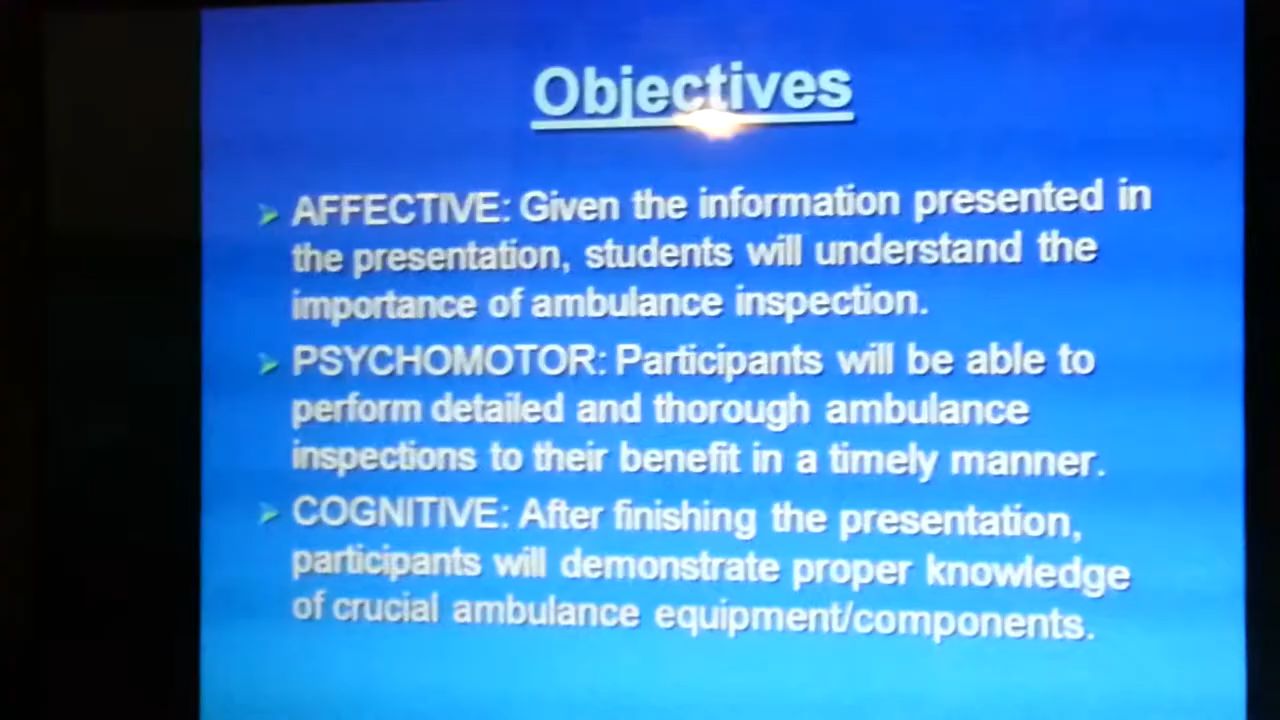 Objectives
AFFECTIVE: Given the information presented in
the presentation, students will understand the
importance of ambulance inspection.
PSYCHOMOTOR: Participants will be able to
perform detailed and thorough ambulance
inspections to their benefit in a timely manner.
COGNITIVE: After finishing the presentation,
participants will demonstrate proper knowledge
of crucial ambulance equipment/components.